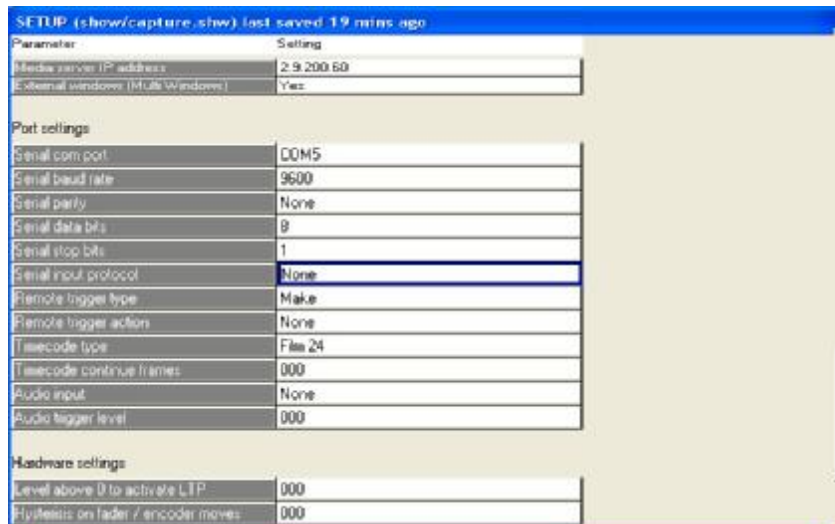 SETUP (show/capture.shw) last saved 19 mins ago
Parameter Setting
Media server IP address 2.9.200.60
External windows (Multi Windows) Yes
Port settings
Serial com port COM5
Serial baud rate 9600
Serial parity None
Serial data bits 8
Serial stop bits 1
Serial input protocol None
Remote trigger type Make
Remote trigger action None
Timecode type Film 24
Timecode continue frames 000
Audio input None
Audio trigger level 000
Hardware settings
Level above 0 to activate LTP 000
Hysteisis on fader / encoder moves 000